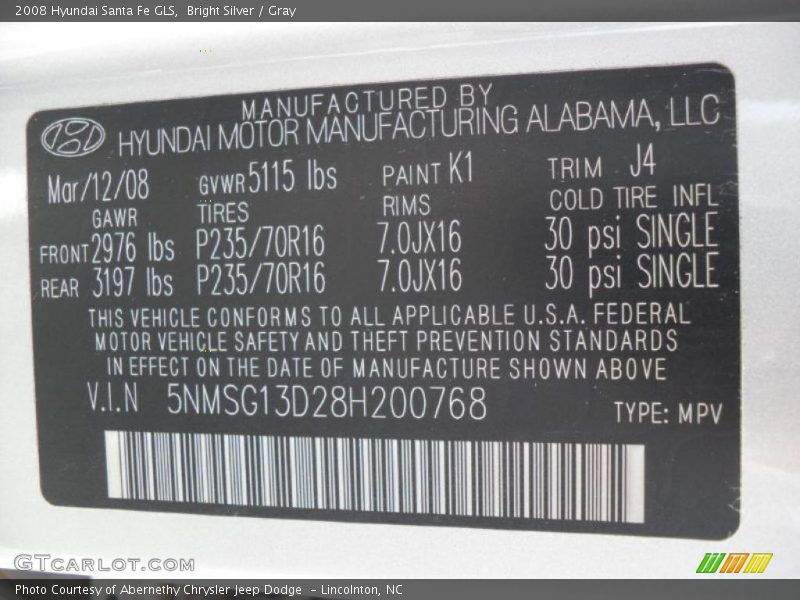 2008 Hyundai Santa Fe GLS,  Bright Silver / Gray
MANUFACTURED BY
HYUNDAI MOTOR MANUFACTURING ALABAMA, LLC
Mar/12/08 GVWR 5115 lbs PAINT K1 TRIM J4
GAWR TIRES RIMS COLD TIRE INFL
FRONT 2976 lbs P235/70R16 7.0JX16 30 psi SINGLE
REAR 3197 lbs P235/70R16 7.0JX16 30 psi SINGLE
THIS VEHICLE CONFORMS TO ALL APPLICABLE U.S.A. FEDERAL
MOTOR VEHICLE SAFETY AND THEFT PREVENTION STANDARDS
IN EFFECT ON THE DATE OF MANUFACTURE SHOWN ABOVE
V.I.N 5NMSG13D28H200768 TYPE: MPV
GTCARLOT.COM
Photo Courtesy of Abernethy Chrysler Jeep Dodge  - Lincolnton, NC